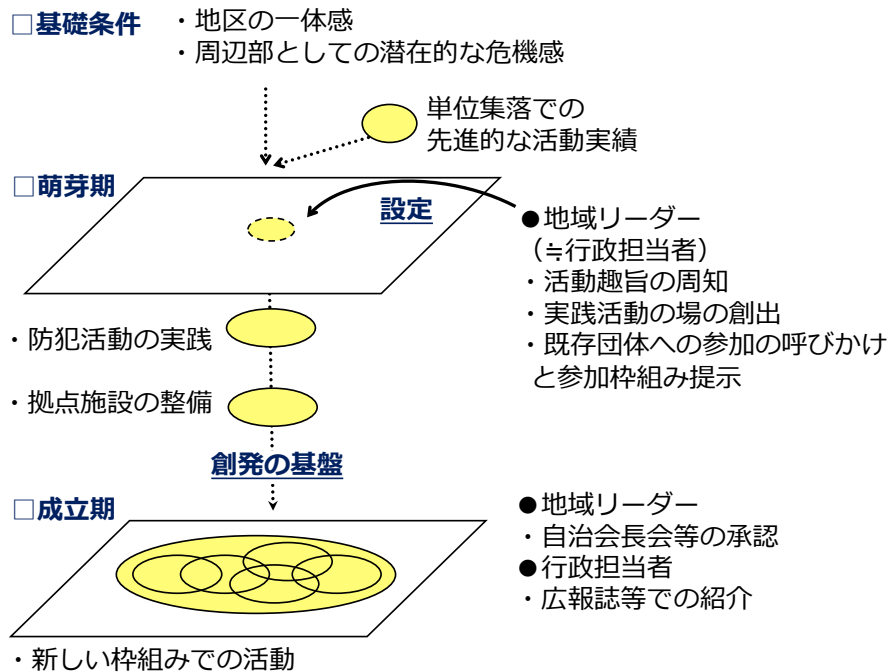 □基礎条件
・地区の一体感
・周辺部としての潜在的な危機感
単位集落での
先進的な活動実績
□萌芽期
設定
●地域リーダー
（≒行政担当者）
・活動趣旨の周知
・実践活動の場の創出
・既存団体への参加の呼びかけ
と参加枠組み提示
・防犯活動の実践
・拠点施設の整備
創発の基盤
□成立期
●地域リーダー
・自治会長会等の承認
●行政担当者
・広報誌等での紹介
・新しい枠組みでの活動